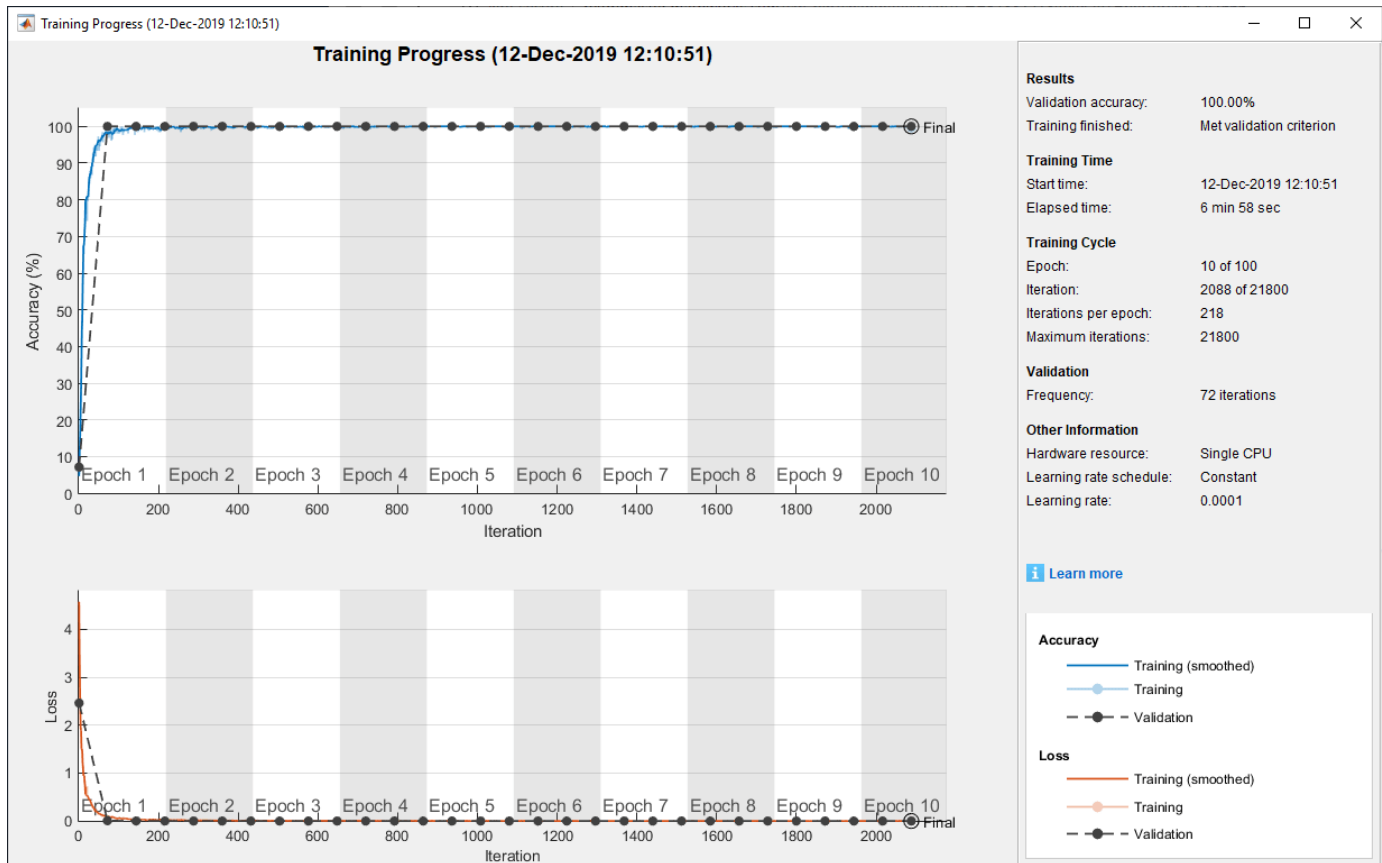 Training Progress (12-Dec-2019 12:10:51)
Training Progress (12-Dec-2019 12:10:51)
100
90
80
70
60
50
40
30
20
10
0
Accuracy (%)
Final
Epoch 1 Epoch 2 Epoch 3 Epoch 4 Epoch 5 Epoch 6 Epoch 7 Epoch 8 Epoch 9 Epoch 10
0 200 400 600 800 1000 1200 1400 1600 1800 2000
Iteration
4
3
2
1
0
Loss
Epoch 1 Epoch 2 Epoch 3 Epoch 4 Epoch 5 Epoch 6 Epoch 7 Epoch 8 Epoch 9 Epoch 10
Final
0 200 400 600 800 1000 1200 1400 1600 1800 2000
Iteration
Results
Validation accuracy: 100.00%
Training finished: Met validation criterion
Training Time
Start time: 12-Dec-2019 12:10:51
Elapsed time: 6 min 58 sec
Training Cycle
Epoch: 10 of 100
Iteration: 2088 of 21800
Iterations per epoch: 218
Maximum iterations: 21800
Validation
Frequency: 72 iterations
Other Information
Hardware resource: Single CPU
Learning rate schedule: Constant
Learning rate: 0.0001
i Learn more
Accuracy
Training (smoothed)
Training
Validation
Loss
Training (smoothed)
Training
Validation